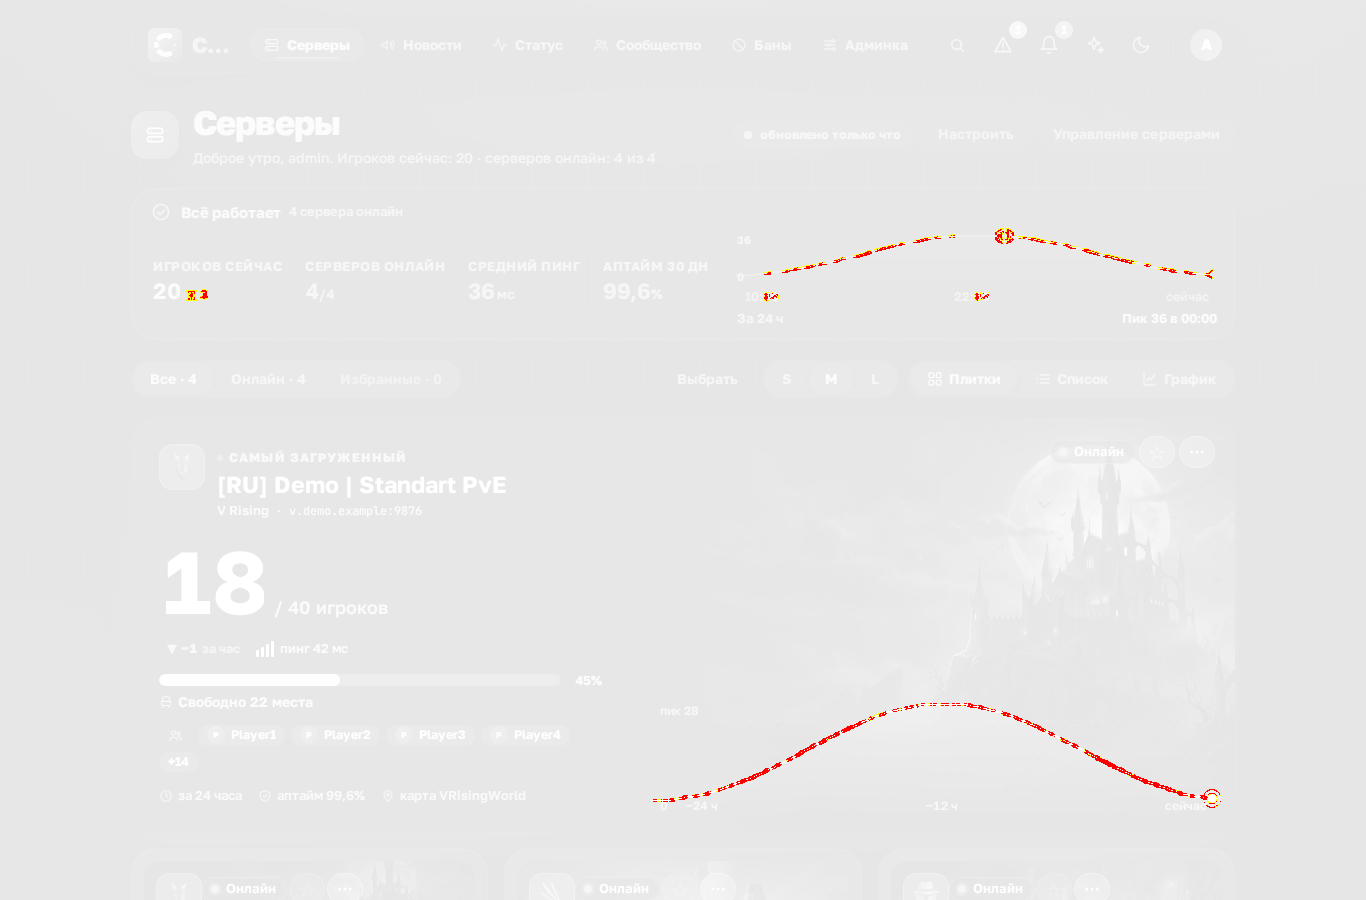 С... Серверы Новости Статус Сообщество Баны Админка A
Серверы
Доброе утро, admin. Игроков сейчас: 20 · серверов онлайн: 4 из 4
обновлено только что Настроить Управление серверами
Всё работает 4 сервера онлайн
ИГРОКОВ СЕЙЧАС СЕРВЕРОВ ОНЛАЙН СРЕДНИЙ ПИНГ АПТАЙМ 30 ДН
20 4/4 36 мс 99,6%
36
0
сейчас
За 24 ч Пик 36 в 00:00
Все · 4 Онлайн · 4 Избранные · 0 Выбрать S M L Плитки Список График
САМЫЙ ЗАГРУЖЕННЫЙ Онлайн
[RU] Demo | Standart PvE
V Rising · v.demo.example:9876
18 / 40 игроков
▼ −1 за час пинг 42 мс
45%
Свободно 22 места
пик 28
P Player1 P Player2 P Player3 P Player4
+14
за 24 часа аптайм 99,6% карта VRisingWorld
0 −24 ч −12 ч сейчас
Онлайн Онлайн Онлайн